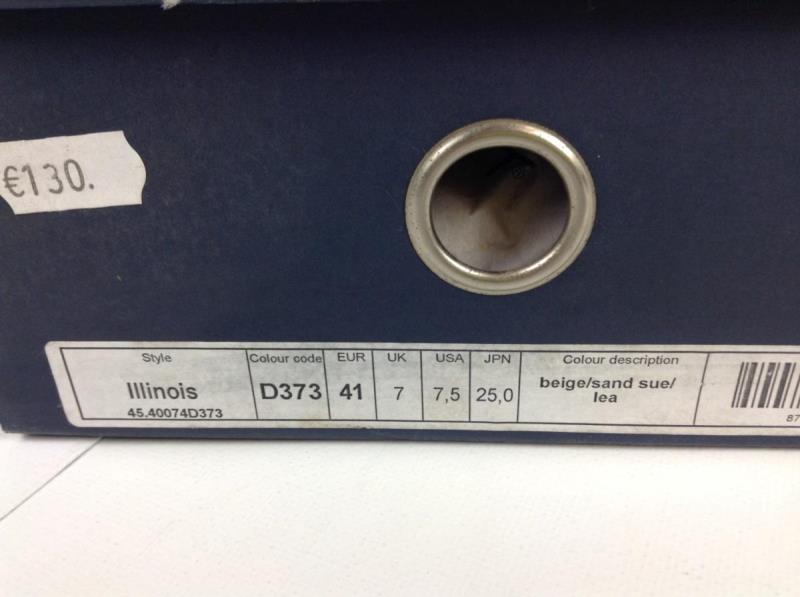 €130.
Style Colour code EUR UK USA JPN Colour description
Illinois D373 41 7 7,5 25,0 beige/sand sue/
lea
45.40074D373
87